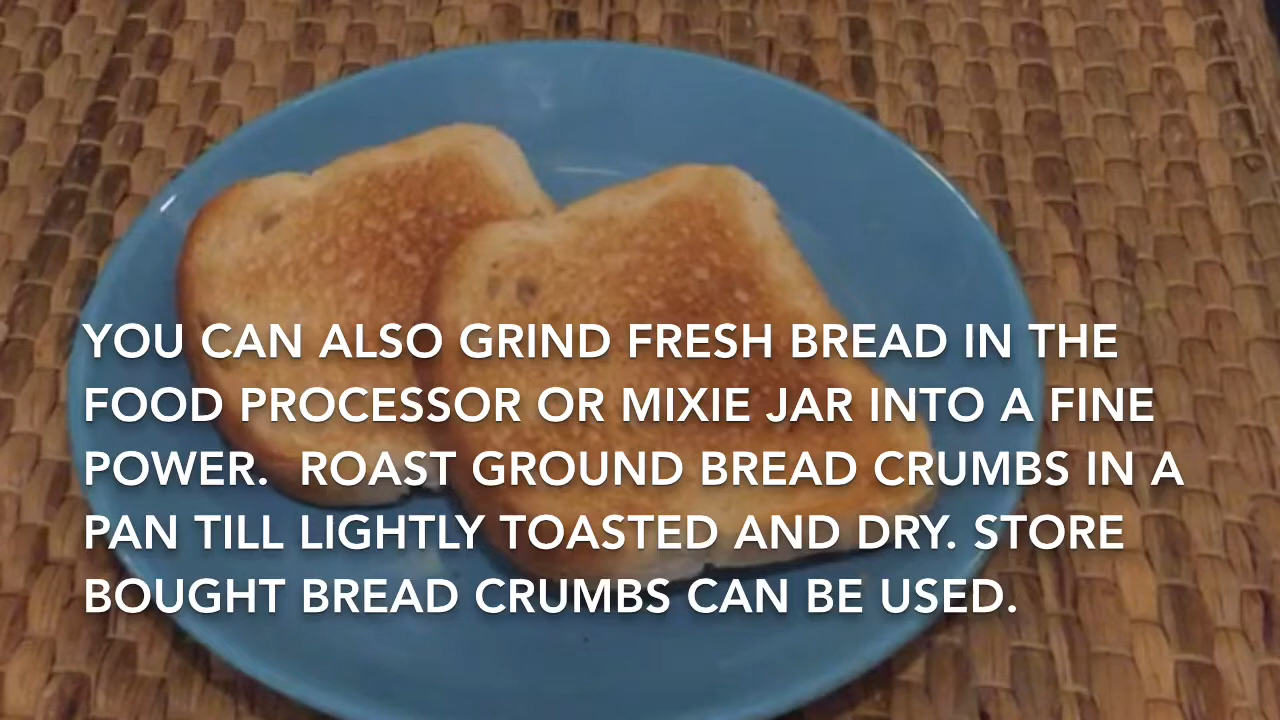 YOU CAN ALSO GRIND FRESH BREAD IN THE
FOOD PROCESSOR OR MIXIE JAR INTO A FINE
POWER.  ROAST GROUND BREAD CRUMBS IN A
PAN TILL LIGHTLY TOASTED AND DRY. STORE
BOUGHT BREAD CRUMBS CAN BE USED.